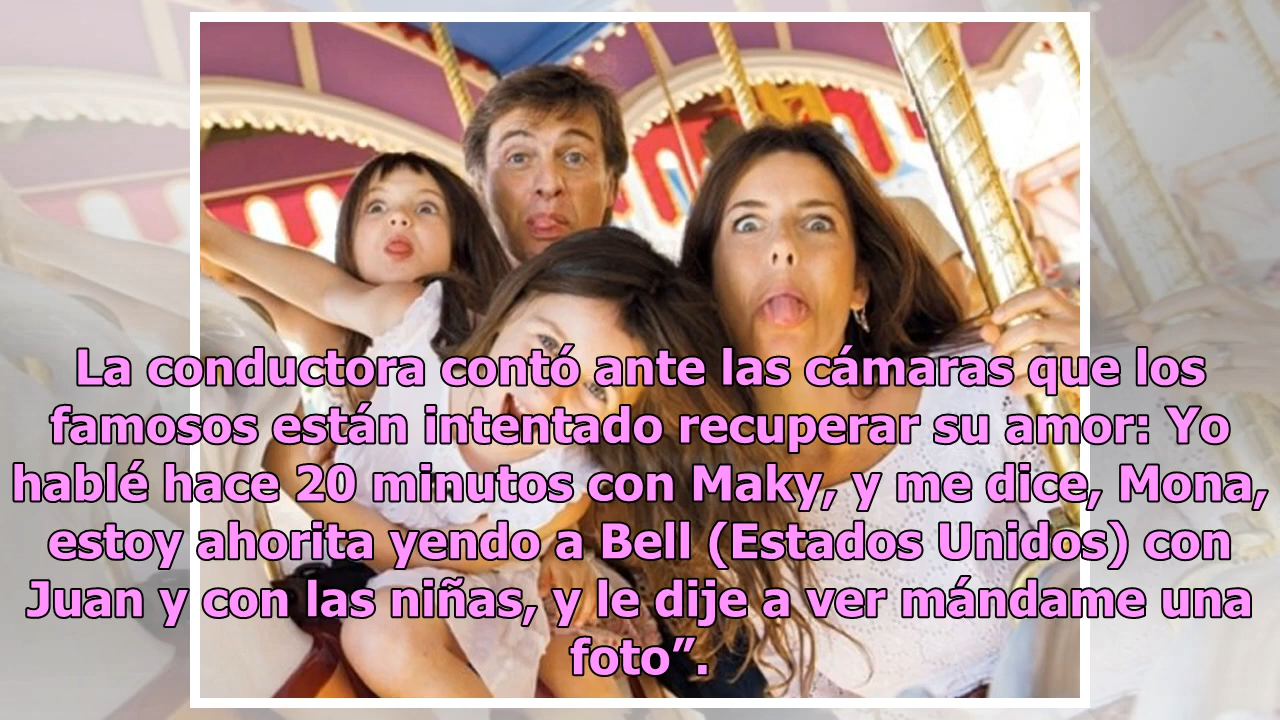 La conductora contó ante las cámaras que los
famosos están intentado recuperar su amor: Yo
hablé hace 20 minutos con Maky, y me dice, Mona,
estoy ahorita yendo a Bell (Estados Unidos) con
Juan y con las niñas, y le dije a ver mándame una
foto”.